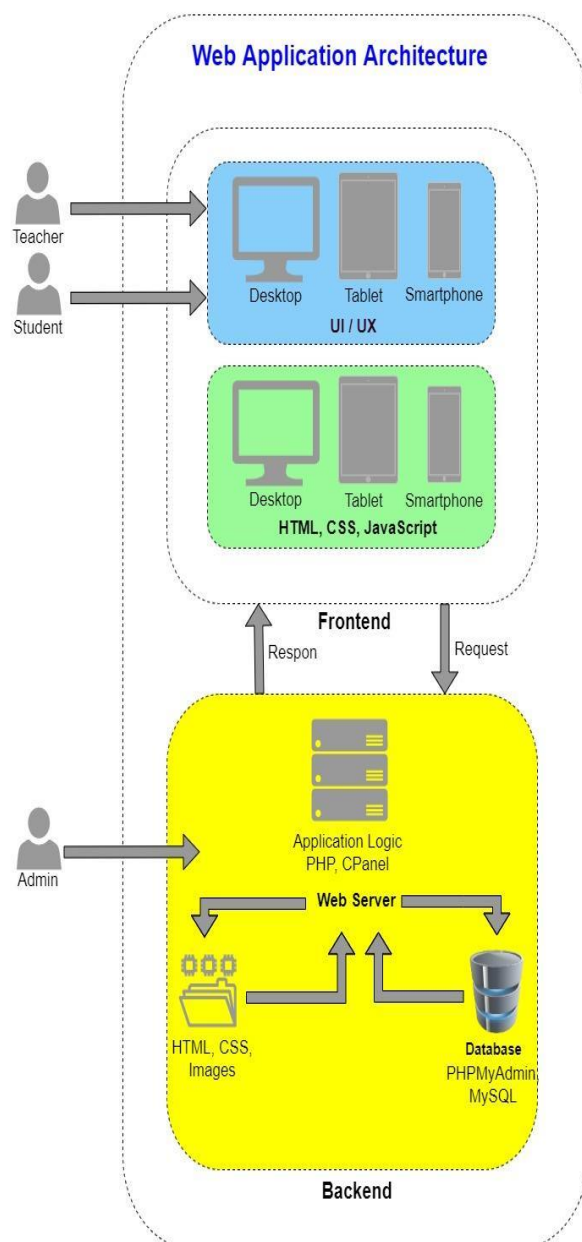 Web Application Architecture
Teacher
Desktop
Tablet
Smartphone
UI / UX
Student
Desktop
Tablet
Smartphone
HTML, CSS, JavaScript
Frontend
Respon
Request
Admin
Application Logic
PHP, CPanel
Web Server
HTML, CSS,
Images
Database
PHPMyAdmin,
MySQL
Backend